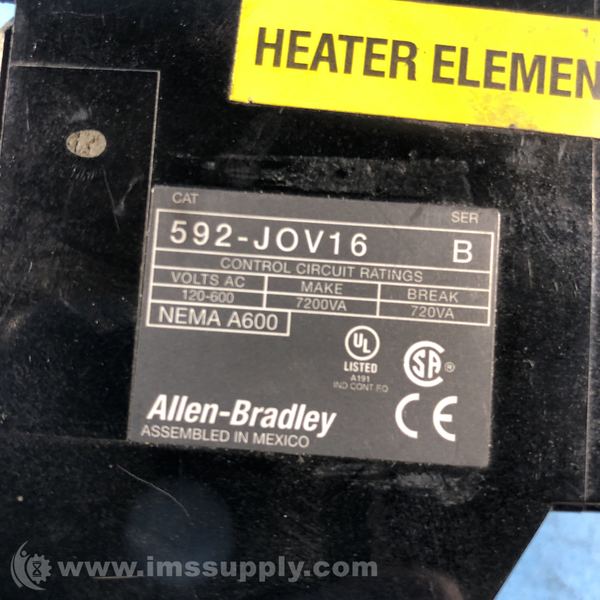 HEATER ELEMEN
CAT SER
592-JOV16 B
CONTROL CIRCUIT RATINGS
VOLTS AC MAKE BREAK
120-600 7200VA 720VA
NEMA A600
UL
LISTED
A191
IND CONT EQ
SA ®
CE
Allen-Bradley
ASSEMBLED IN MEXICO
www.imssupply.com